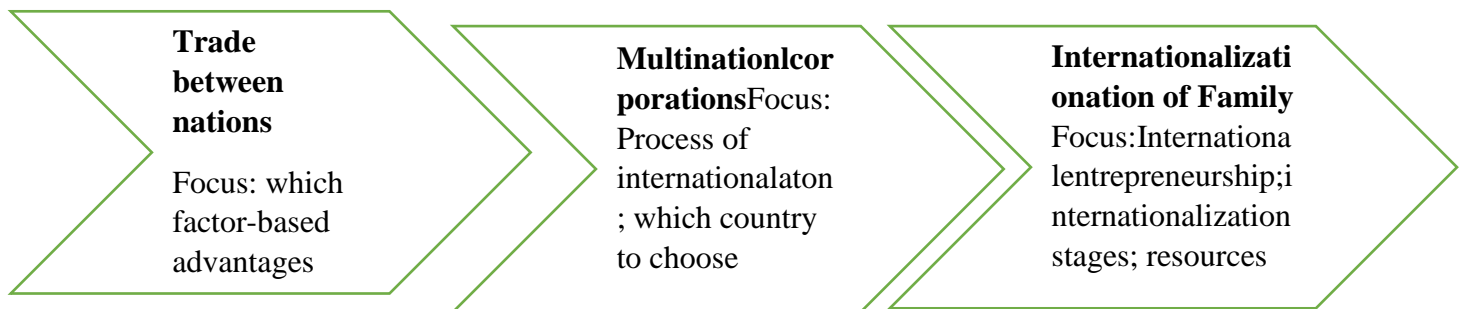 Trade
between
nations
Focus: which
factor-based
advantages
Multinationlcor
porationsFocus:
Process of
internationalaton
; which country
to choose
Internationalizati
onation of Family
Focus:Internationa
lentrepreneurship;i
nternationalization
stages; resources